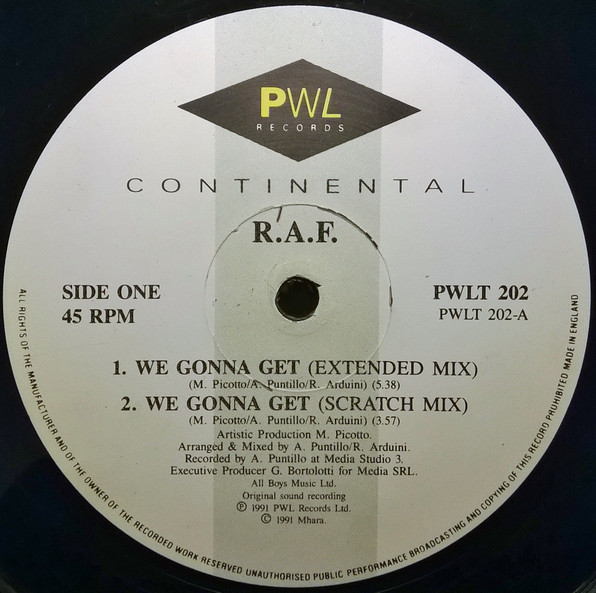 PWL
RECORDS
CONTINENTAL
R.A.F.
SIDE ONE
45 RPM
PWLT 202
PWLT 202-A
1. WE GONNA GET (EXTENDED MIX)
(M. Picotto/A. Puntillo/R. Arduini) (5.38)
2. WE GONNA GET (SCRATCH MIX)
(M. Picotto/A. Puntillo/R. Arduini) (3.57)
Artistic Production M. Picotto.
Arranged & Mixed by A. Puntillo/R. Arduini.
Recorded by A. Puntillo at Media Studio 3.
Executive Producer G. Bortolotti for Media SRL.
All Boys Music Ltd.
Original sound recording
℗ 1991 PWL Records Ltd.
© 1991 Mhara.
ALL RIGHTS OF THE MANUFACTURER AND OF THE OWNER OF THE RECORDED WORK RESERVED UNAUTHORISED PUBLIC PERFORMANCE BROADCASTING AND COPYING OF THIS RECORD PROHIBITED MADE IN ENGLAND